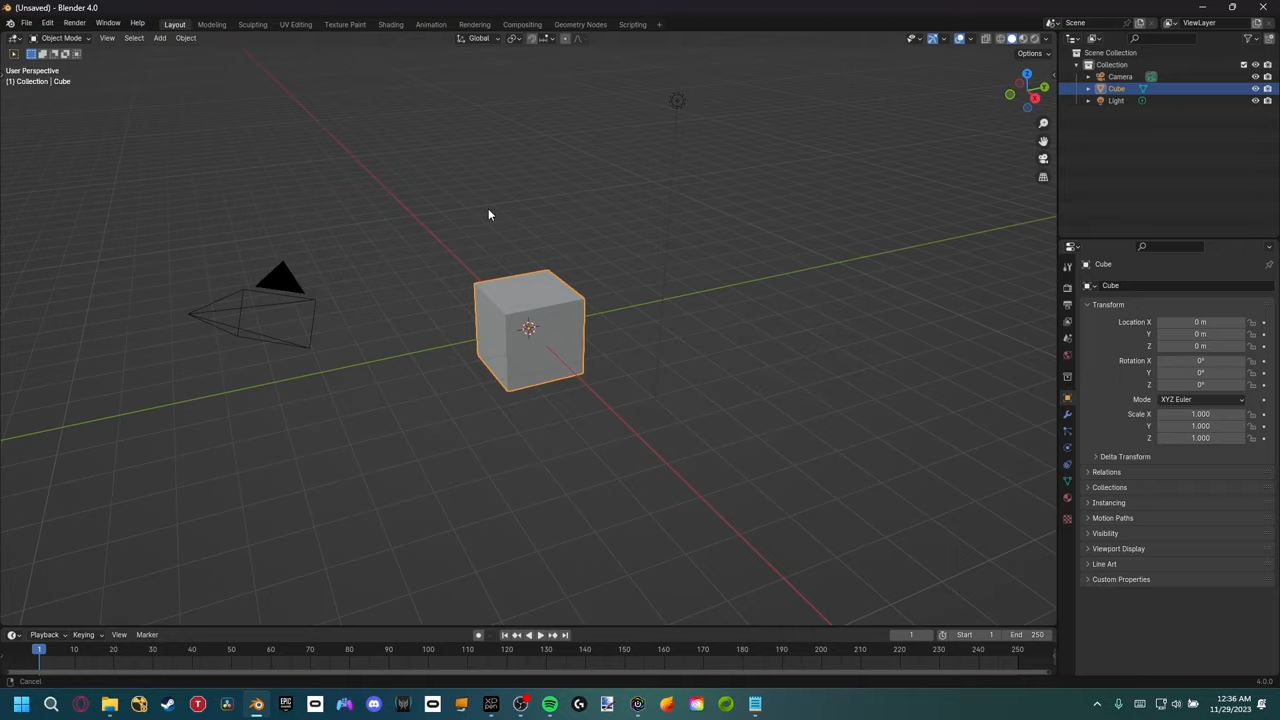 (Unsaved) - Blender 4.0
File Edit Render Window Help Layout Modeling Sculpting UV Editing Texture Paint Shading Animation Rendering Compositing Geometry Nodes Scripting + Scene ViewLayer
Object Mode View Select Add Object Global
Options
User Perspective
(1) Collection | Cube
Z
Y
X
Scene Collection
Collection
Camera
Cube
Light
Cube
Cube
Transform
Location X 0 m
Y 0 m
Z 0 m
Rotation X 0°
Y 0°
Z 0°
Mode XYZ Euler
Scale X 1.000
Y 1.000
Z 1.000
Delta Transform
Relations
Collections
Instancing
Motion Paths
Visibility
Viewport Display
Line Art
Custom Properties
Playback Keying View Marker 1 Start 1 End 250
1 10 20 30 40 50 60 70 80 90 100 110 120 130 140 150 160 170 180 190 200 210 220 230 240 250
Cancel 4.0.0
12:36 AM
11/29/2023